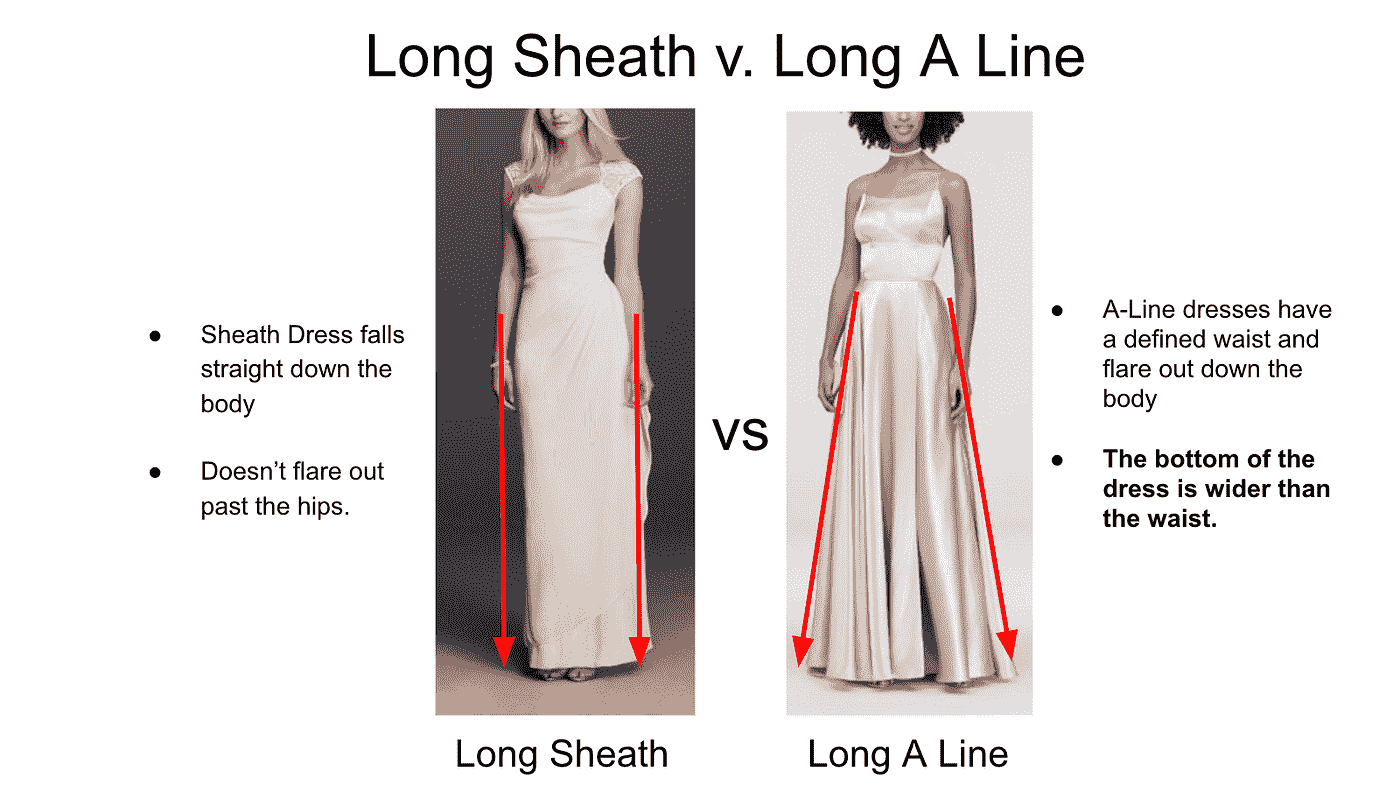 Long Sheath v. Long A Line
● Sheath Dress falls
straight down the
body
● Doesn’t flare out
past the hips.
vs
● A-Line dresses have
a defined waist and
flare out down the
body
● The bottom of the
dress is wider than
the waist.
Long Sheath
Long A Line